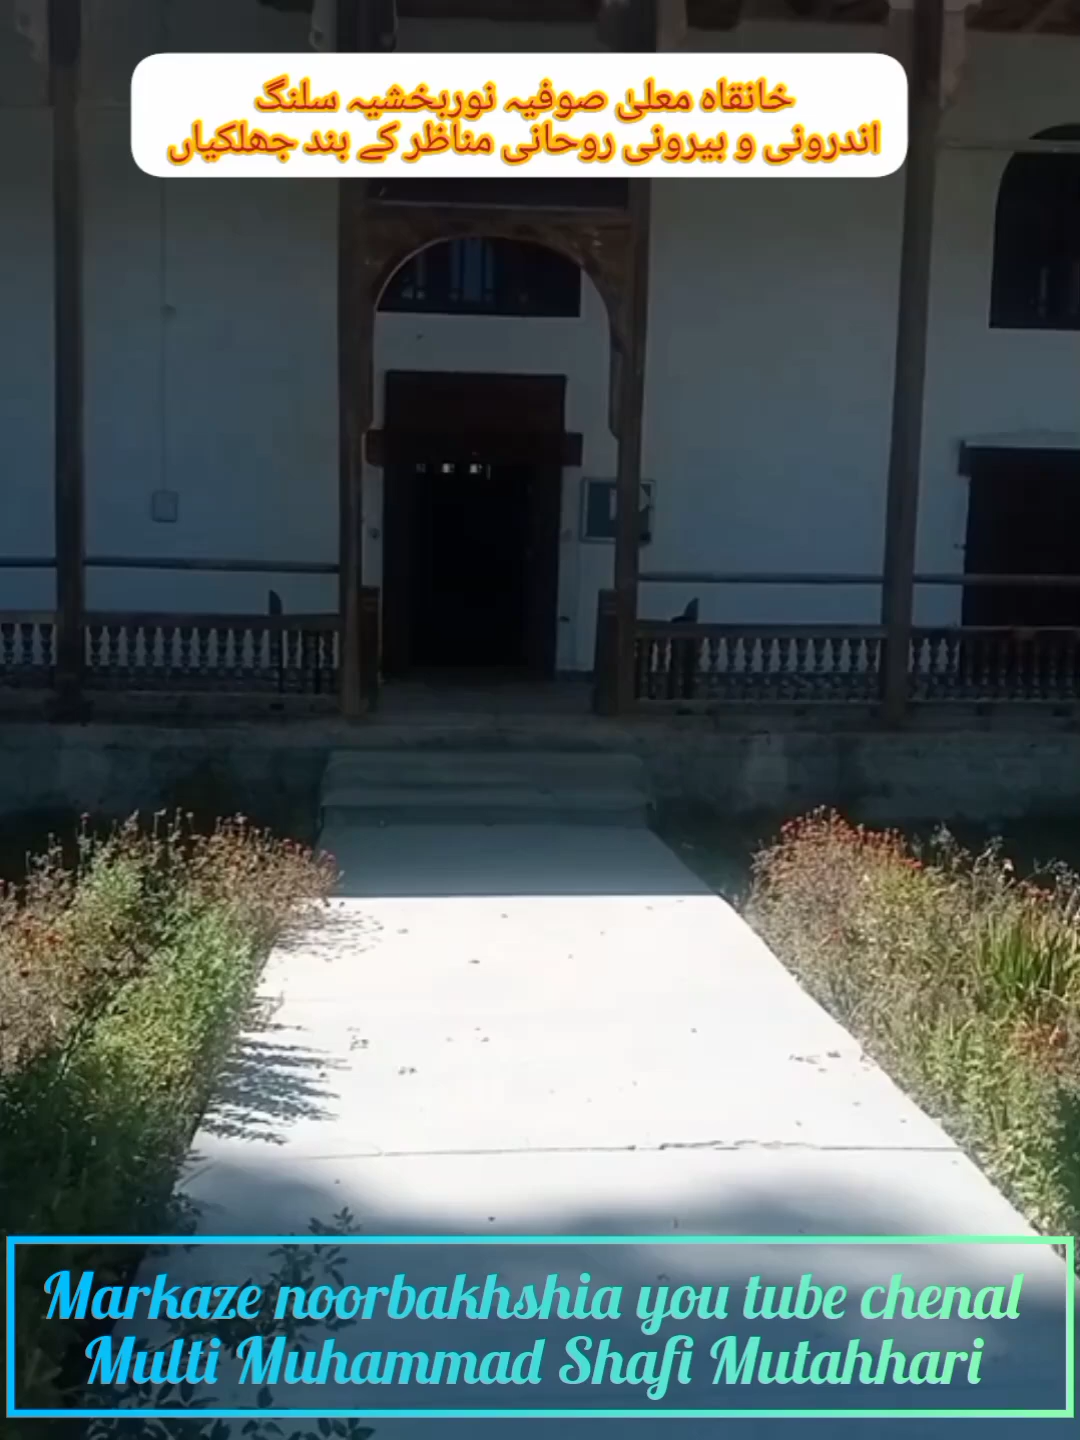 خانقاہ معلیٰ صوفیہ نوربخشیہ سلنگ
اندرونی و بیرونی روحانی مناظر کے بند جھلکیاں
Markaze noorbakhshia you tube chenal
Multi Muhammad Shafi Mutahhari